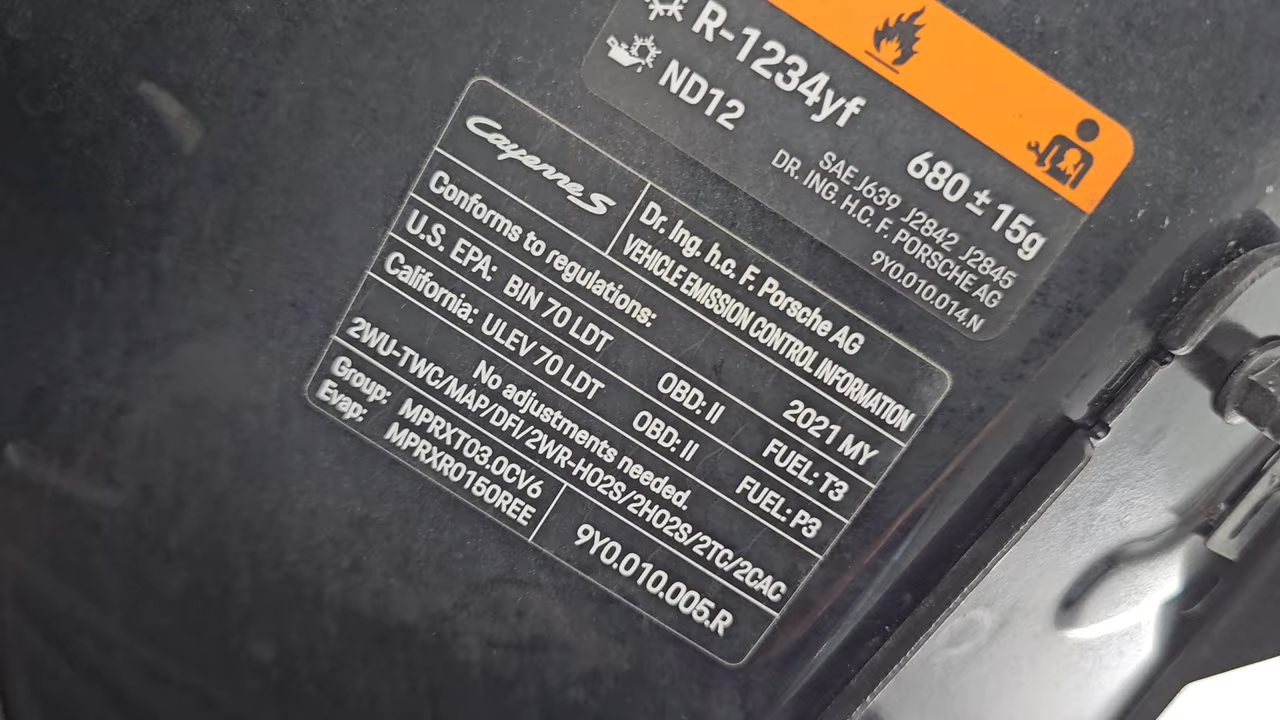 R-1234yf
ND12
680 ± 15g
SAE J639 J2842 J2845
DR. ING. H.C. F. PORSCHE AG
9Y0.010.014.N
Cayenne S
Dr. Ing. h.c. F. Porsche AG
VEHICLE EMISSION CONTROL INFORMATION
Conforms to regulations: 2021 MY
U.S. EPA: BIN 70 LDT OBD: II FUEL: T3
California: ULEV 70 LDT OBD: II FUEL: P3
No adjustments needed.
2WU-TWC/MAP/DFI/2WR-HO2S/2HO2S/2TC/2CAC
Group: MPRXT03.0CV6
Evap: MPRXR0150REE
9Y0.010.005.R